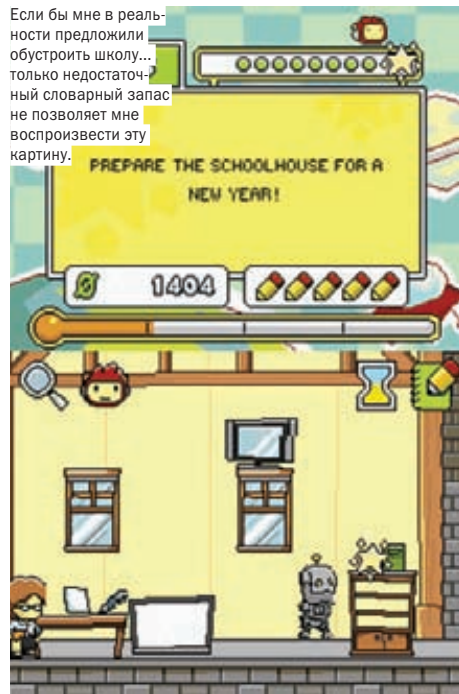 Если бы мне в реаль-
ности предложили
обустроить школу...
только недостаточ-
ный словарный запас
не позволяет мне
воспроизвести эту
картину.
PREPARE THE SCHOOLHOUSE FOR A
NEW YEAR!
1404